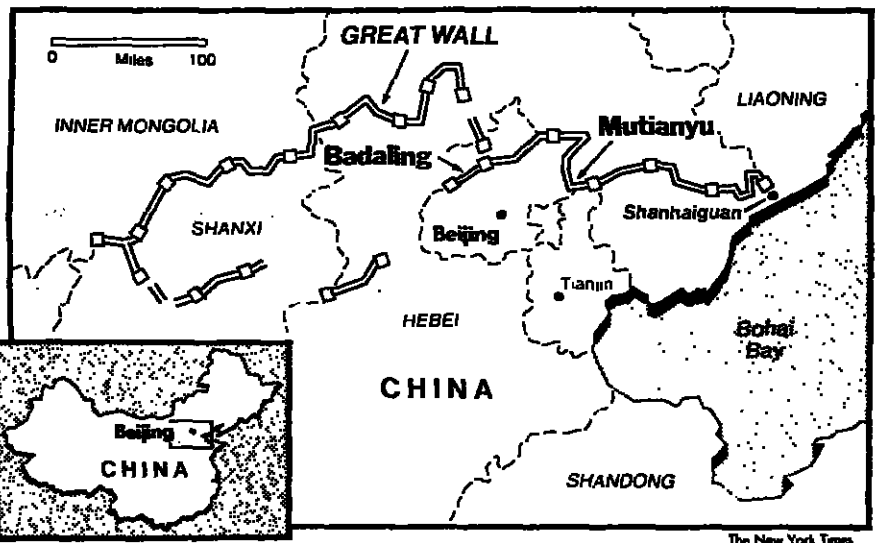 GREAT WALL
0 Miles 100
LIAONING
INNER MONGOLIA
Mutianyu
Badaling
Shanhaiguan
SHANXI
Beijing
Tianjin
HEBEI
Bohai
Bay
CHINA
Beijing
CHINA
SHANDONG
The New York Times